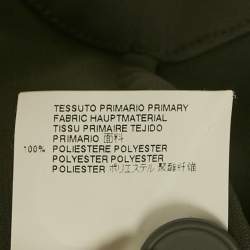 TESSUTO PRIMARIO PRIMARY
FABRIC HAUPTMATERIAL
TISSU PRIMAIRE TEJIDO
PRIMARIO 面料
100% POLIESTERE POLYESTER
POLYESTER POLYESTER
POLIESTER ポリエステル 聚酯纤维